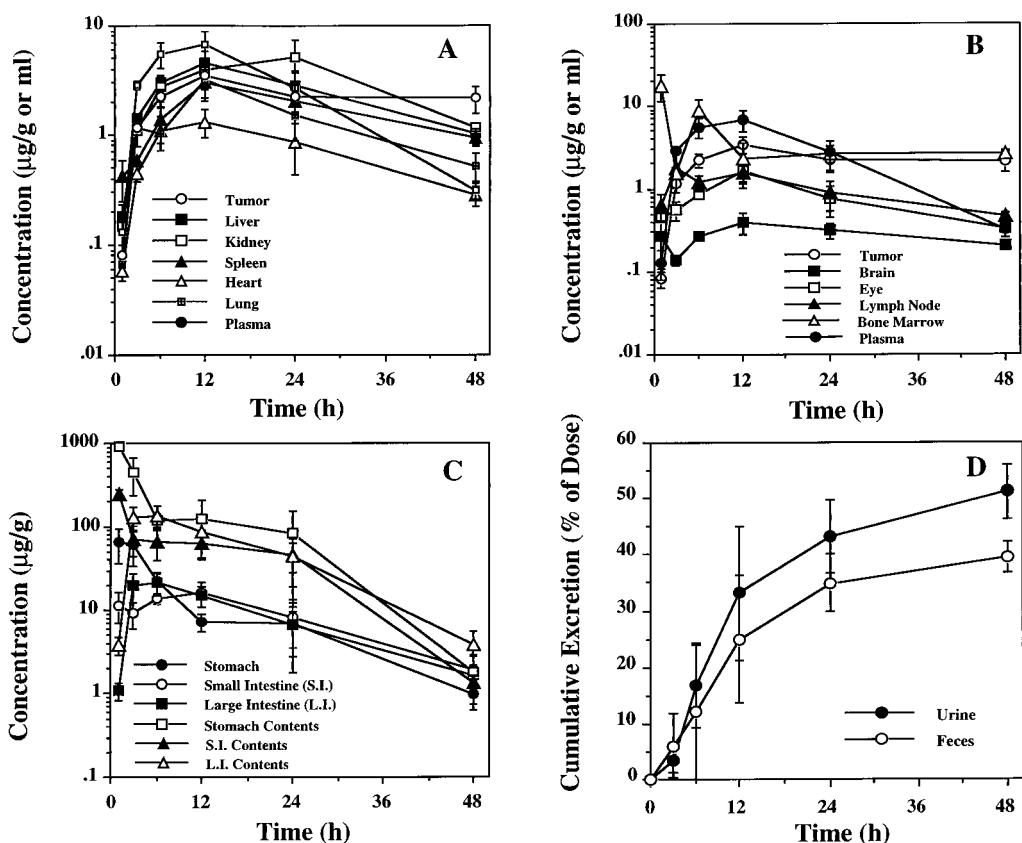 A
Concentration (µg/g or ml)
10
1
.1
.01
Tumor
Liver
Kidney
Spleen
Heart
Lung
Plasma
0
12
24
36
48
Time (h)
B
Concentration (µg/g or ml)
100
10
1
.1
.01
Tumor
Brain
Eye
Lymph Node
Bone Marrow
Plasma
0
12
24
36
48
Time (h)
C
Concentration (µg/g)
1000
100
10
1
.1
Stomach
Small Intestine (S.I.)
Large Intestine (L.I.)
Stomach Contents
S.I. Contents
L.I. Contents
0
12
24
36
48
Time (h)
D
Cumulative Excretion (% of Dose)
60
50
40
30
20
10
0
Urine
Feces
0
12
24
36
48
Time (h)